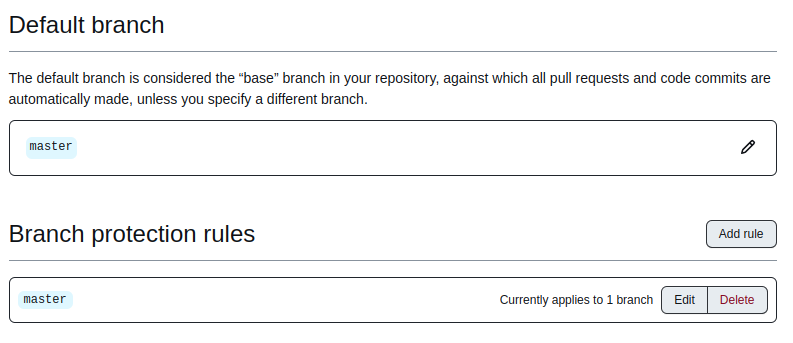 Default branch
The default branch is considered the “base” branch in your repository, against which all pull requests and code commits are
automatically made, unless you specify a different branch.
master
Branch protection rules
Add rule
master
Currently applies to 1 branch
Edit
Delete